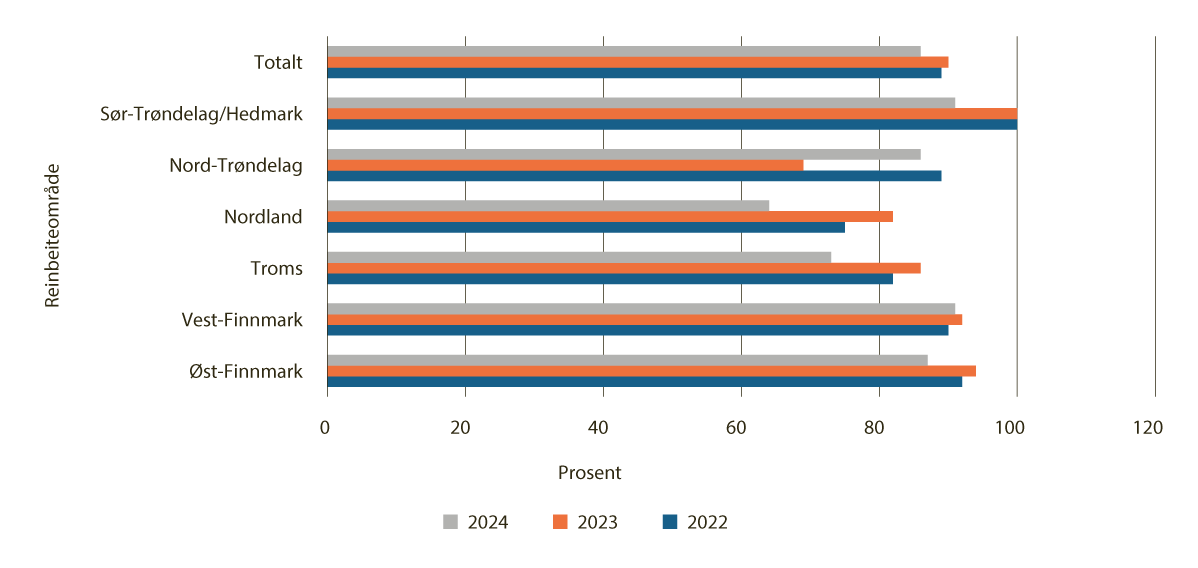 Totalt
Sør-Trøndelag/Hedmark
Nord-Trøndelag
Nordland
Troms
Vest-Finnmark
Øst-Finnmark
Reinbeiteområde
0 20 40 60 80 100 120
Prosent
2024 2023 2022